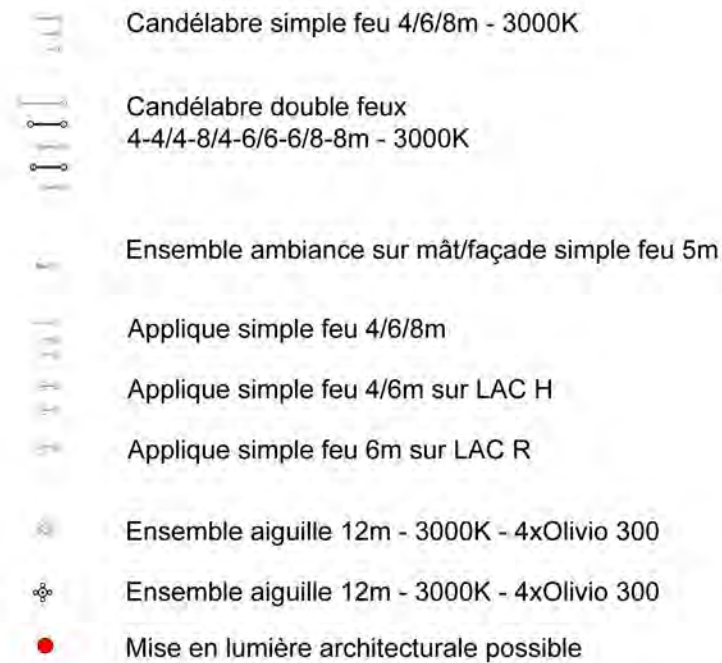 Candélabre simple feu 4/6/8m - 3000K
Candélabre double feux
4-4/4-8/4-6/6-6/8-8m - 3000K
Ensemble ambiance sur mât/façade simple feu 5m
Applique simple feu 4/6/8m
Applique simple feu 4/6m sur LAC H
Applique simple feu 6m sur LAC R
Ensemble aiguille 12m - 3000K - 4xOlivio 300
Ensemble aiguille 12m - 3000K - 4xOlivio 300
Mise en lumière architecturale possible